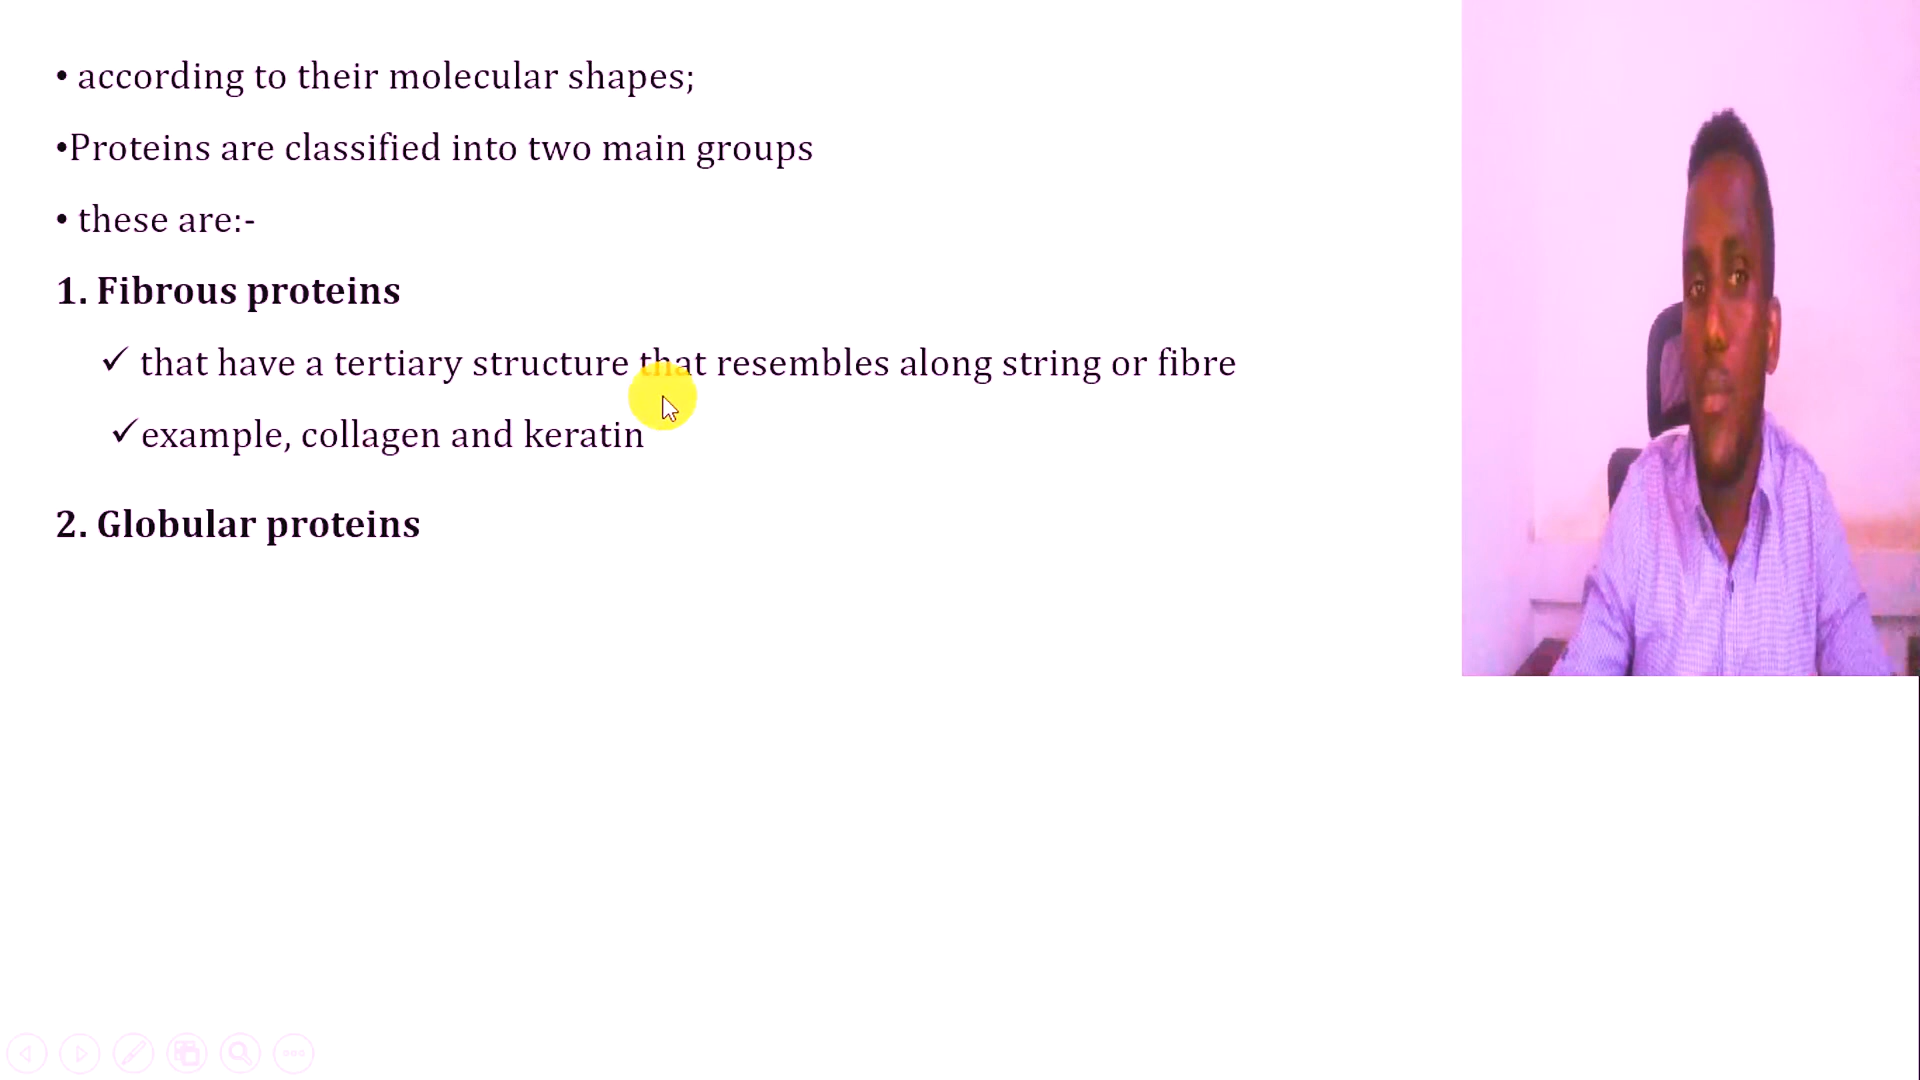 • according to their molecular shapes;
•Proteins are classified into two main groups
• these are:-
1. Fibrous proteins
✓ that have a tertiary structure that resembles along string or fibre
✓example, collagen and keratin
2. Globular proteins